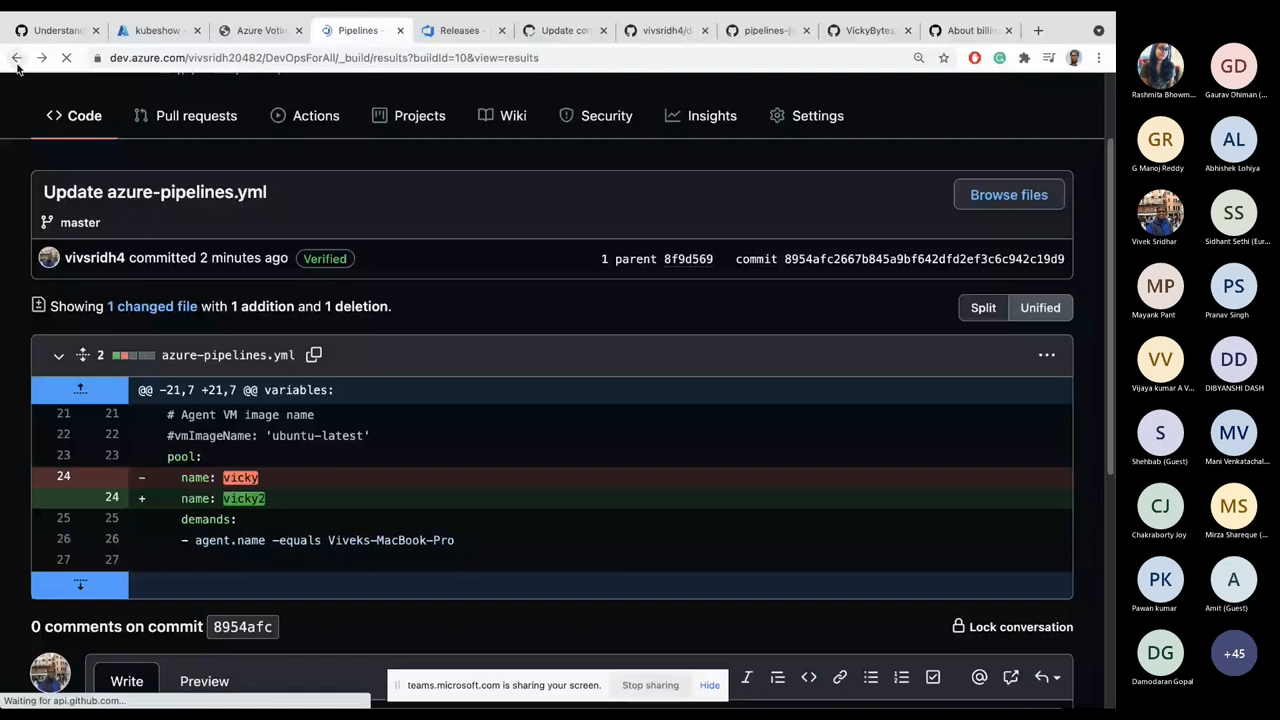 Understan
kubeshow -
Azure Votin
Pipelines -
Releases -
Update cor
vivsridh4/d
pipelines-ja
VickyBytes,
About billin
dev.azure.com/vivsridh20482/DevOpsForAll/_build/results?buildId=10&view=results
Code
Pull requests
Actions
Projects
Wiki
Security
Insights
Settings
Update azure-pipelines.yml
Browse files
master
vivsridh4 committed 2 minutes ago Verified
1 parent 8f9d569 commit 8954afc2667b845a9bf642dfd2ef3c6c942c19d9
Showing 1 changed file with 1 addition and 1 deletion.
Split Unified
2 azure-pipelines.yml
@@ -21,7 +21,7 @@ variables:
21 21 # Agent VM image name
22 22 #vmImageName: 'ubuntu-latest'
23 23 pool:
24 - name: vicky
24 + name: vicky2
25 25 demands:
26 26 - agent.name -equals Viveks-MacBook-Pro
27 27
0 comments on commit 8954afc
Lock conversation
Write Preview
teams.microsoft.com is sharing your screen. Stop sharing Hide
Waiting for api.github.com...
Rashmita Bhowm...
GD
Gaurav Dhiman (...
GR
G Manoj Reddy
AL
Abhishek Lohiya
Vivek Sridhar
SS
Sidhant Sethi (Eur...
MP
Mayank Pant
PS
Pranav Singh
VV
Vijaya kumar A V...
DD
DIBYANSHI DASH
S
Shehbab (Guest)
MV
Mani Venkatachal...
CJ
Chakraborty Joy
MS
Mirza Shareque (...
PK
Pawan kumar
A
Amit (Guest)
DG
Damodaran Gopal
+45